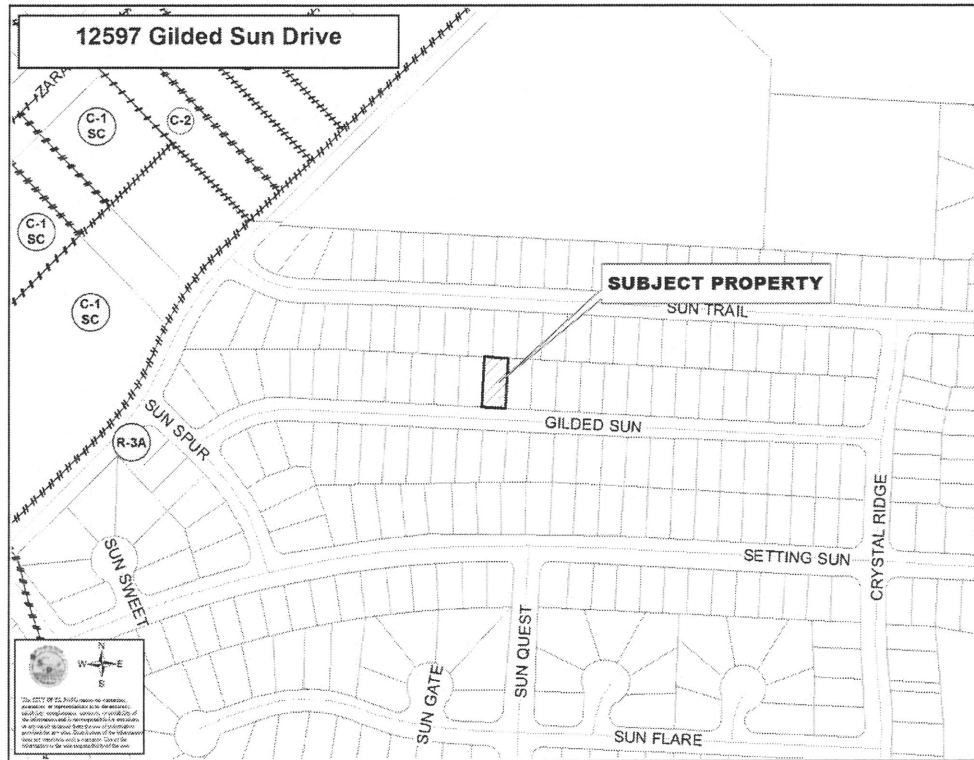 12597 Gilded Sun Drive
C-1
SC
C-2
C-1
SC
C-1
SC
SUBJECT PROPERTY
SUN TRAIL
SUN SPUR
GILDED SUN
R-3A
SETTING SUN
CRYSTAL RIDGE
SUN SWEET
SUN QUEST
SUN GATE
SUN FLARE
N
W
E
S